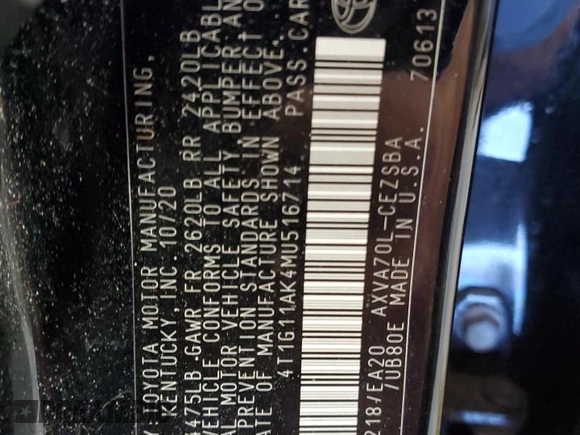 Y: TOYOTA MOTOR MANUFACTURING,
KENTUCKY, INC. 10/20
4475LB GAWR FR 2620LB RR 2420LB
VEHICLE CONFORMS TO ALL APPLICABL
AL MOTOR VEHICLE SAFETY BUMPER AN
PREVENTION STANDARDS IN EFFECT O
ATE OF MANUFACTURE SHOWN ABOVE.
4T1G11AK4MU516714 PASS.CAR
218/EA20 AXVA70L-CEZSBA
/UB80E MADE IN U.S.A. 70613